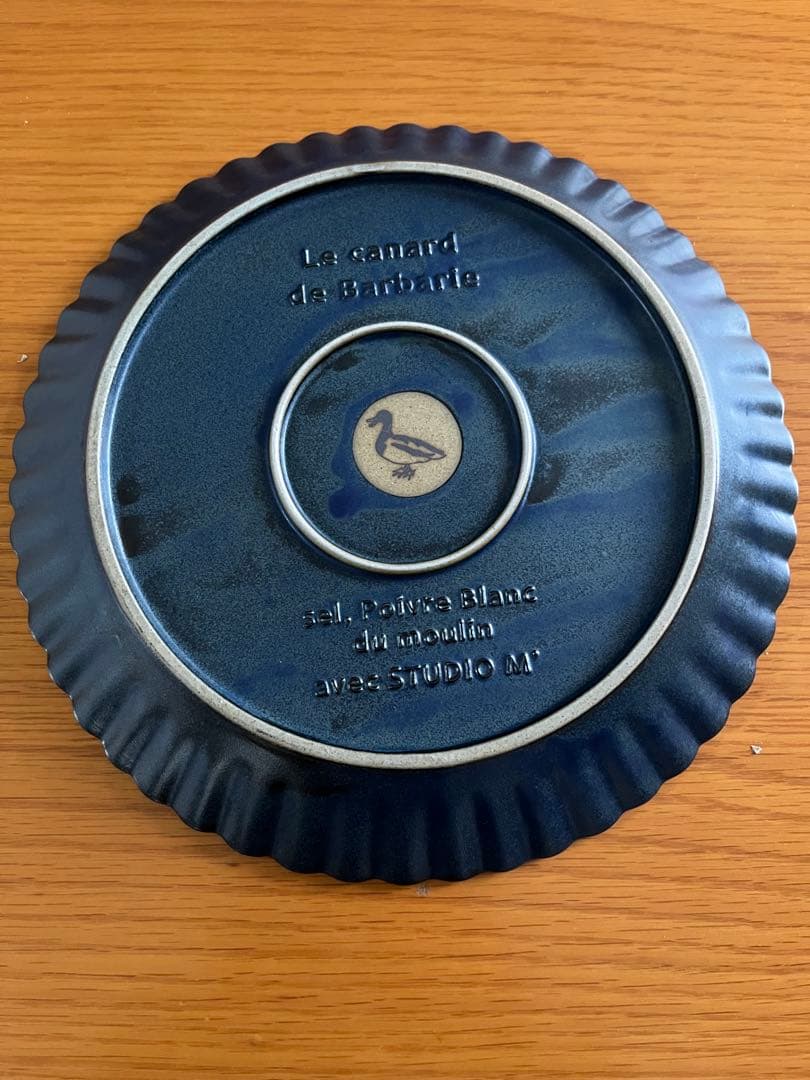 Le canard
de Barbarie
sel, Poivre Blanc
du moulin
avec STUDIO M'